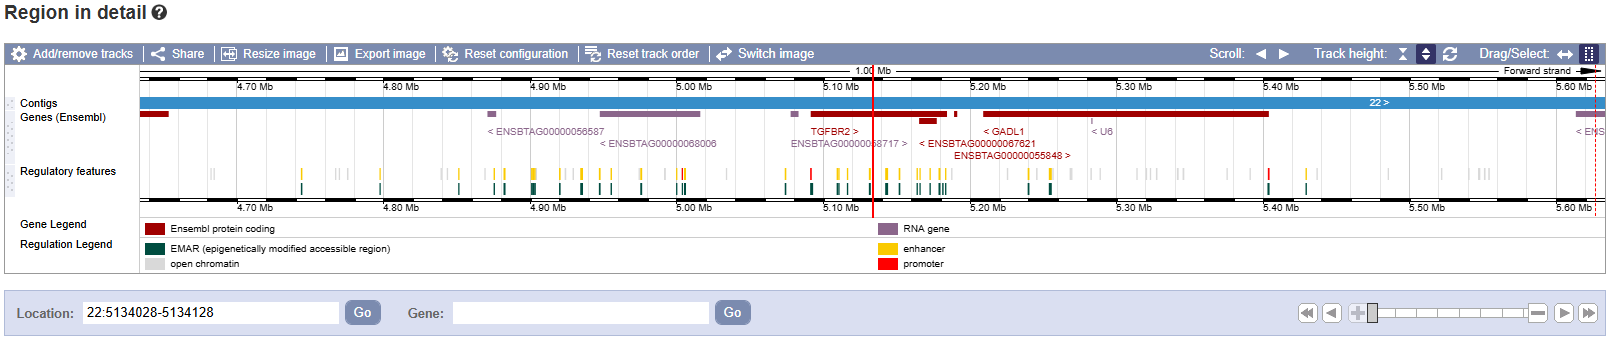 Region in detail ?
Add/remove tracks Share Resize image Export image Reset configuration Reset track order Switch image Scroll: Track height: Drag/Select:
1.00 Mb Forward strand
4.70 Mb 4.80 Mb 4.90 Mb 5.00 Mb 5.10 Mb 5.20 Mb 5.30 Mb 5.40 Mb 5.50 Mb 5.60 Mb
Contigs 22 >
Genes (Ensembl)
< ENSBTAG00000056587 TGFBR2 > < GADL1 < U6 < ENS
< ENSBTAG00000068006 ENSBTAG00000058717 > < ENSBTAG00000067621
ENSBTAG00000055848 >
Regulatory features
4.70 Mb 4.80 Mb 4.90 Mb 5.00 Mb 5.10 Mb 5.20 Mb 5.30 Mb 5.40 Mb 5.50 Mb 5.60 Mb
Gene Legend Ensembl protein coding RNA gene
Regulation Legend EMAR (epigenetically modified accessible region) enhancer
open chromatin promoter
Location: 22:5134028-5134128 Go Gene: Go